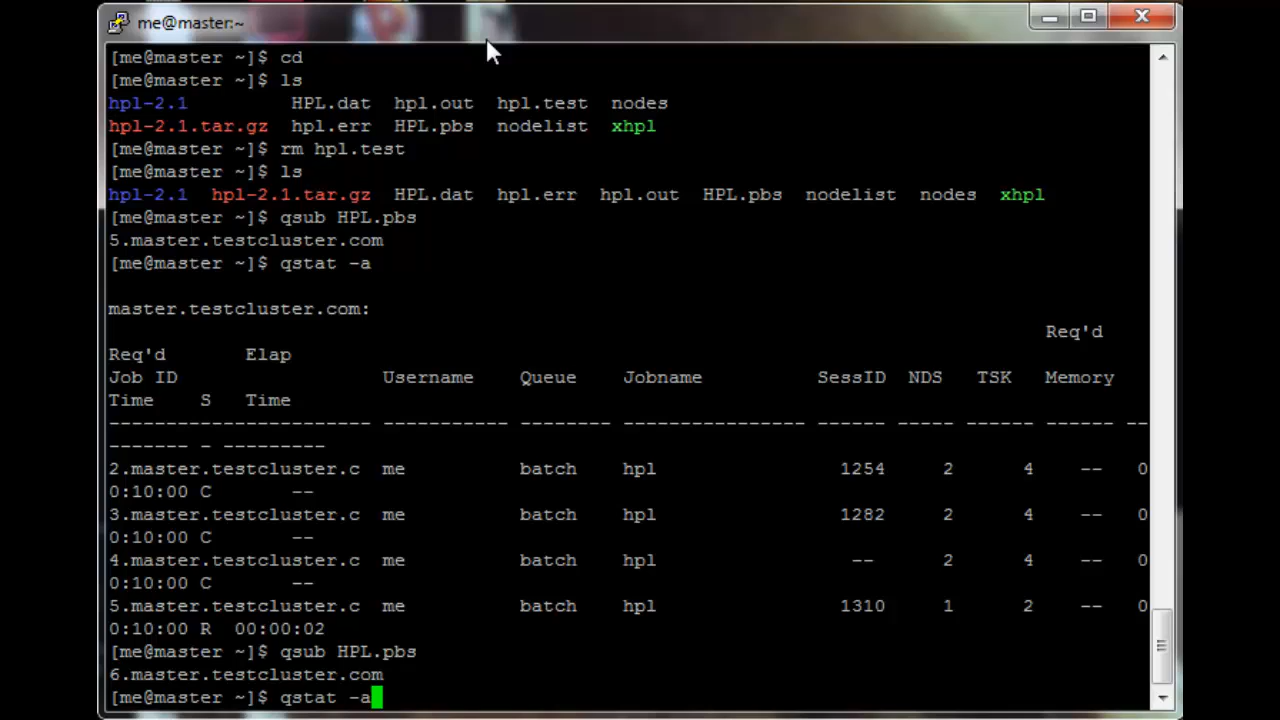 me@master:~
[me@master ~]$ cd
[me@master ~]$ ls
hpl-2.1         HPL.dat  hpl.out  hpl.test  nodes
hpl-2.1.tar.gz  hpl.err  HPL.pbs  nodelist  xhpl
[me@master ~]$ rm hpl.test
[me@master ~]$ ls
hpl-2.1  hpl-2.1.tar.gz  HPL.dat  hpl.err  hpl.out  HPL.pbs  nodelist  nodes  xhpl
[me@master ~]$ qsub HPL.pbs
5.master.testcluster.com
[me@master ~]$ qstat -a
master.testcluster.com:
Req'd
Req'd       Elap
Job ID                  Username    Queue    Jobname          SessID  NDS   TSK   Memory
Time    S   Time
----------------------- ----------- -------- ---------------- ------ ----- ------ ------ --
------- - ---------
2.master.testcluster.c  me          batch    hpl                1254     2      4    --   0
0:10:00 C       --
3.master.testcluster.c  me          batch    hpl                1282     2      4    --   0
0:10:00 C       --
4.master.testcluster.c  me          batch    hpl                 --      2      4    --   0
0:10:00 C       --
5.master.testcluster.c  me          batch    hpl                1310     1      2    --   0
0:10:00 R  00:00:02
[me@master ~]$ qsub HPL.pbs
6.master.testcluster.com
[me@master ~]$ qstat -a